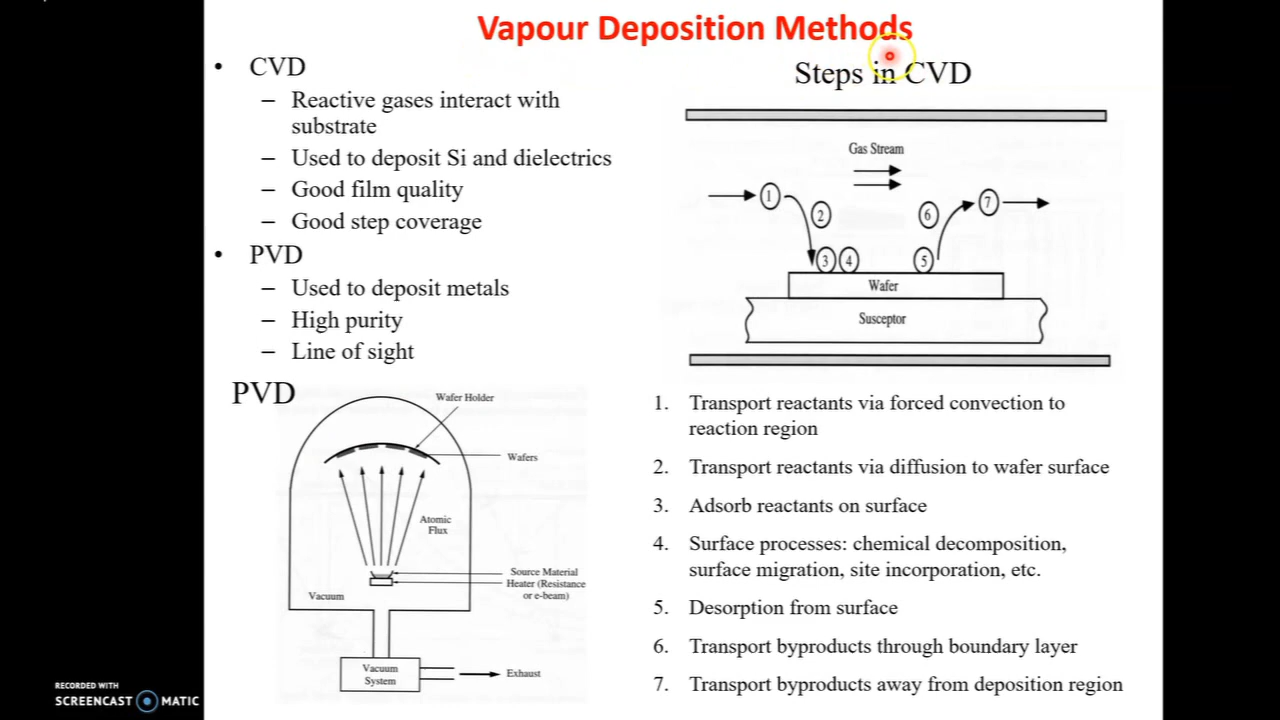 Vapour Deposition Methods
• CVD
– Reactive gases interact with
substrate
– Used to deposit Si and dielectrics
– Good film quality
– Good step coverage
• PVD
– Used to deposit metals
– High purity
– Line of sight
PVD
Wafer Holder
Wafers
Atomic
Flux
Source Material
Heater (Resistance
or e-beam)
Vacuum
Vacuum
System
Exhaust
Steps in CVD
Gas Stream
1
2
3
4
5
6
7
Wafer
Susceptor
1. Transport reactants via forced convection to
reaction region
2. Transport reactants via diffusion to wafer surface
3. Adsorb reactants on surface
4. Surface processes: chemical decomposition,
surface migration, site incorporation, etc.
5. Desorption from surface
6. Transport byproducts through boundary layer
7. Transport byproducts away from deposition region
RECORDED WITH
SCREENCAST MATIC